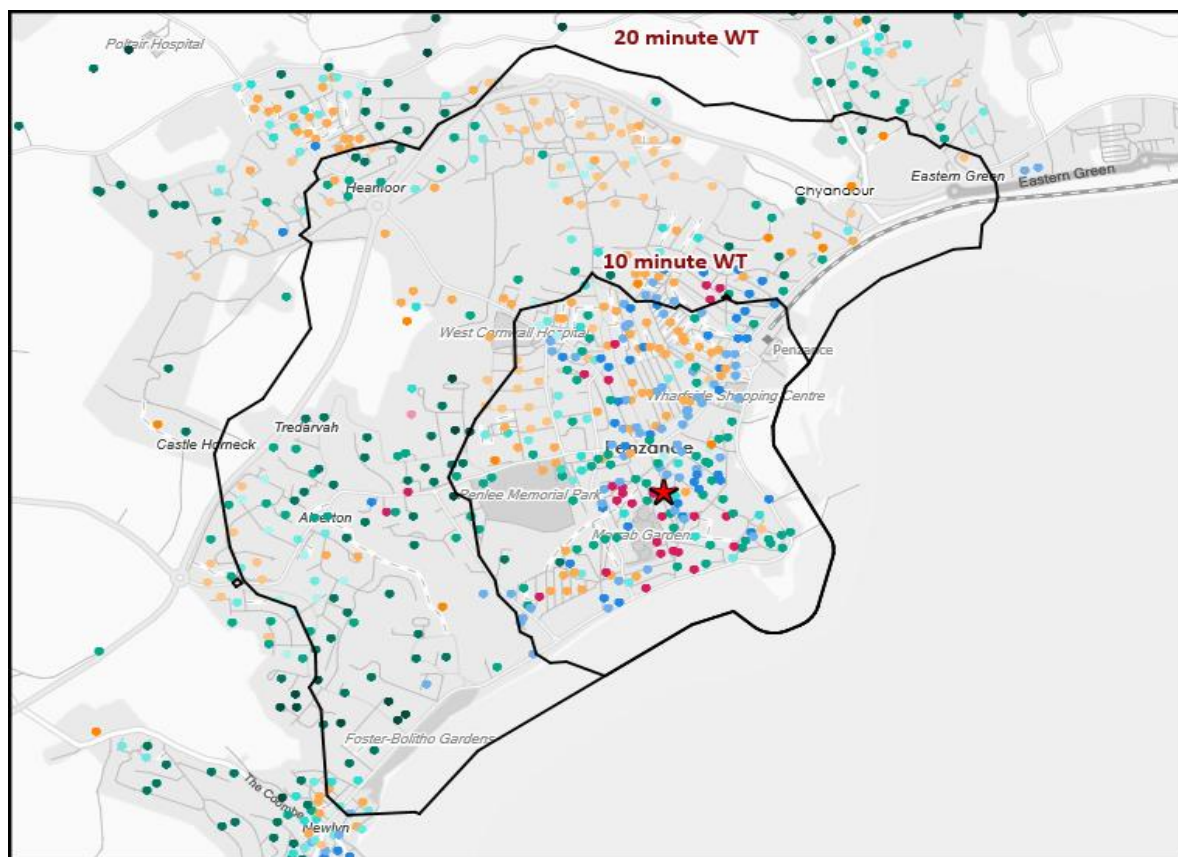 20 minute WT
Poltair Hospital
Eastern Green
Eastern Green
Heamoor
Chyandour
10 minute WT
West Cornwall Hospital
Penzance
Wharfside Shopping Centre
Castle Horneck
Tredarvah
Penzance
Penlee Memorial Park
Alverton
Morrab Gardens
Foster-Bolitho Gardens
The Coombe
Newlyn